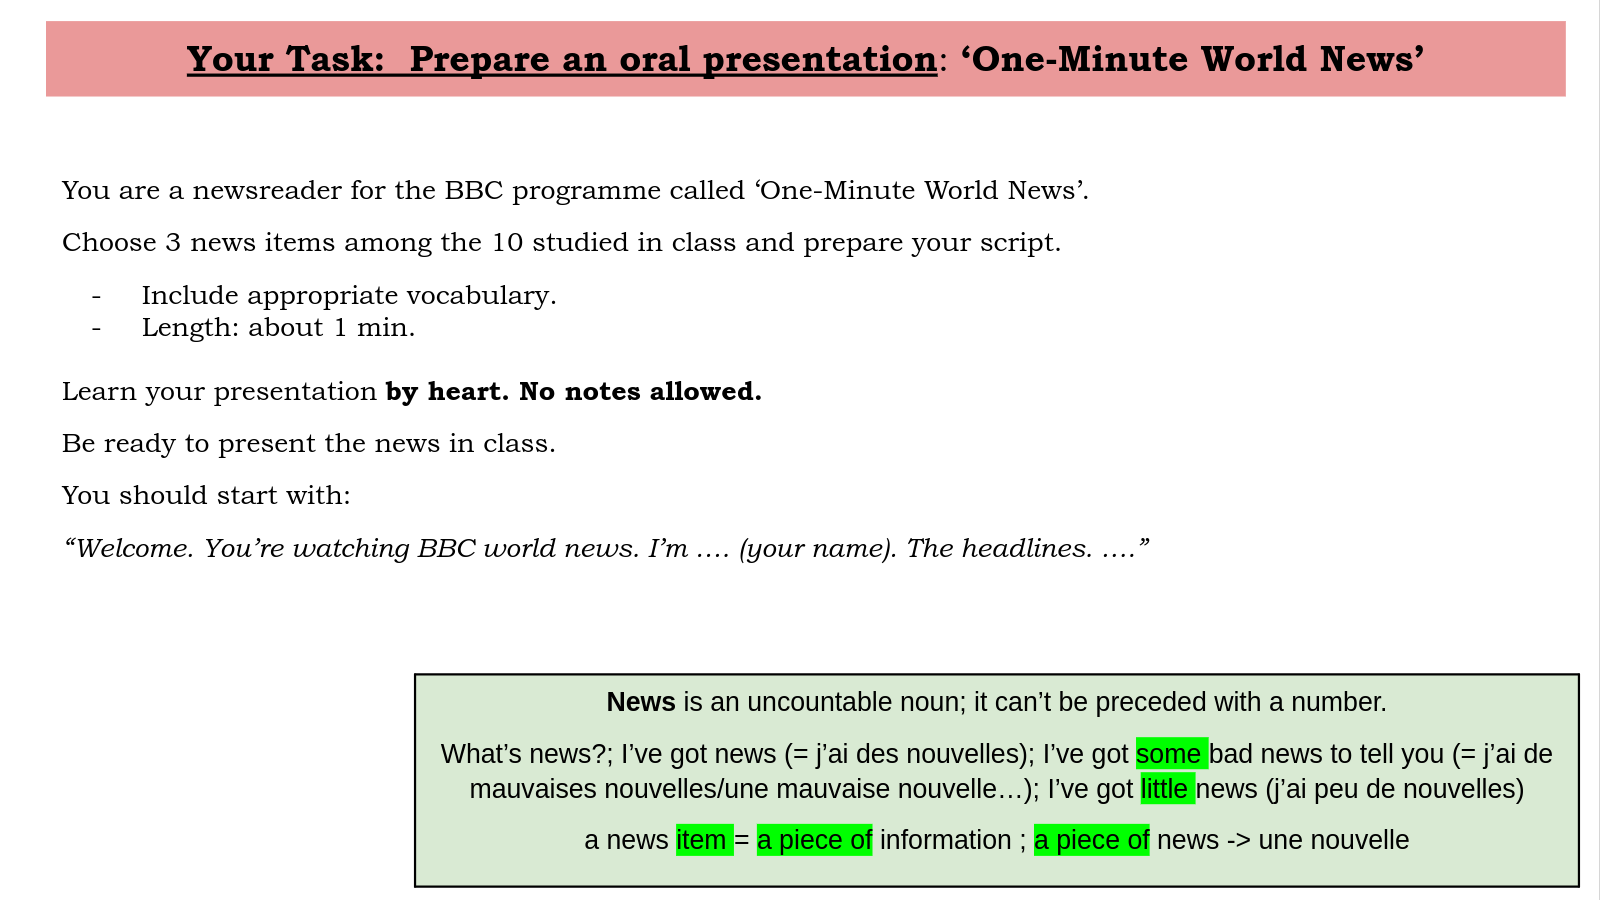 Your Task:  Prepare an oral presentation: ‘One-Minute World News’
You are a newsreader for the BBC programme called ‘One-Minute World News’.
Choose 3 news items among the 10 studied in class and prepare your script.
- Include appropriate vocabulary.
- Length: about 1 min.
Learn your presentation by heart. No notes allowed.
Be ready to present the news in class.
You should start with:
“Welcome. You’re watching BBC world news. I’m .... (your name). The headlines. ....”
News is an uncountable noun; it can’t be preceded with a number.
What’s news?; I’ve got news (= j’ai des nouvelles); I’ve got some bad news to tell you (= j’ai de
mauvaises nouvelles/une mauvaise nouvelle…); I’ve got little news (j’ai peu de nouvelles)
a news item = a piece of information ; a piece of news -> une nouvelle